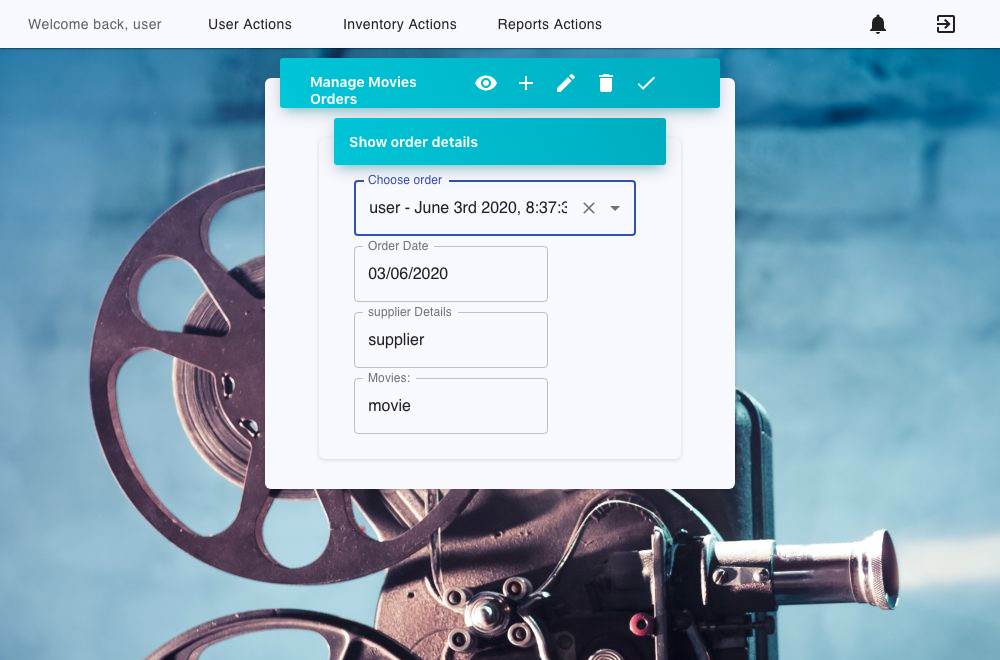 Welcome back, user
User Actions
Inventory Actions
Reports Actions
Manage Movies
Orders
Show order details
Choose order
user - June 3rd 2020, 8:37:3
Order Date
03/06/2020
supplier Details
supplier
Movies:
movie